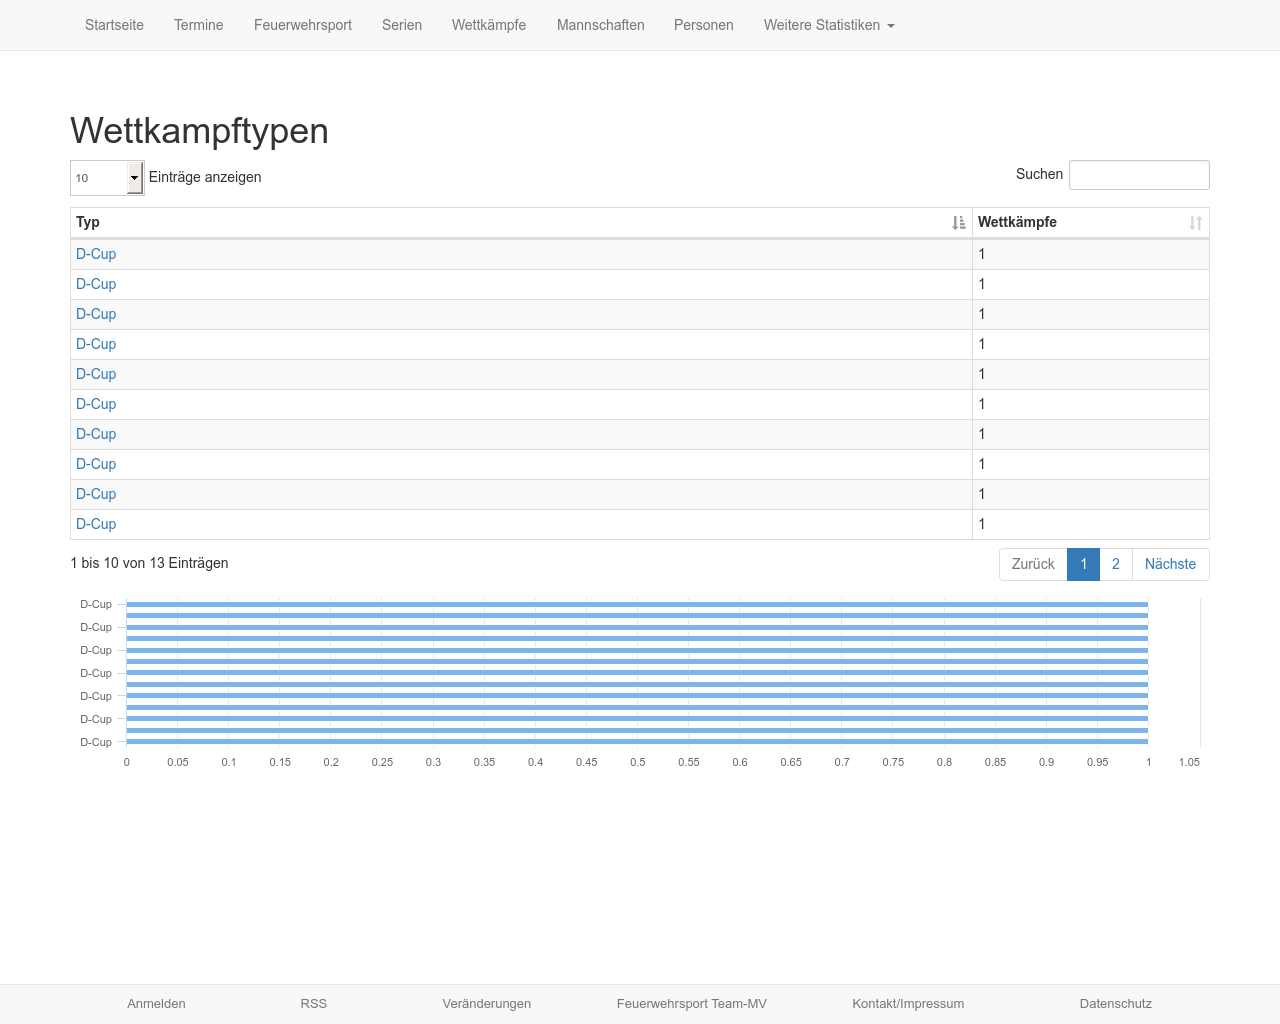 Startseite Termine Feuerwehrsport Serien Wettkämpfe Mannschaften Personen Weitere Statistiken
Wettkampftypen
10 Einträge anzeigen Suchen
Typ Wettkämpfe
D-Cup 1
D-Cup 1
D-Cup 1
D-Cup 1
D-Cup 1
D-Cup 1
D-Cup 1
D-Cup 1
D-Cup 1
D-Cup 1
1 bis 10 von 13 Einträgen Zurück 1 2 Nächste
D-Cup
D-Cup
D-Cup
D-Cup
D-Cup
D-Cup
D-Cup
0 0.05 0.1 0.15 0.2 0.25 0.3 0.35 0.4 0.45 0.5 0.55 0.6 0.65 0.7 0.75 0.8 0.85 0.9 0.95 1 1.05
Anmelden RSS Veränderungen Feuerwehrsport Team-MV Kontakt/Impressum Datenschutz